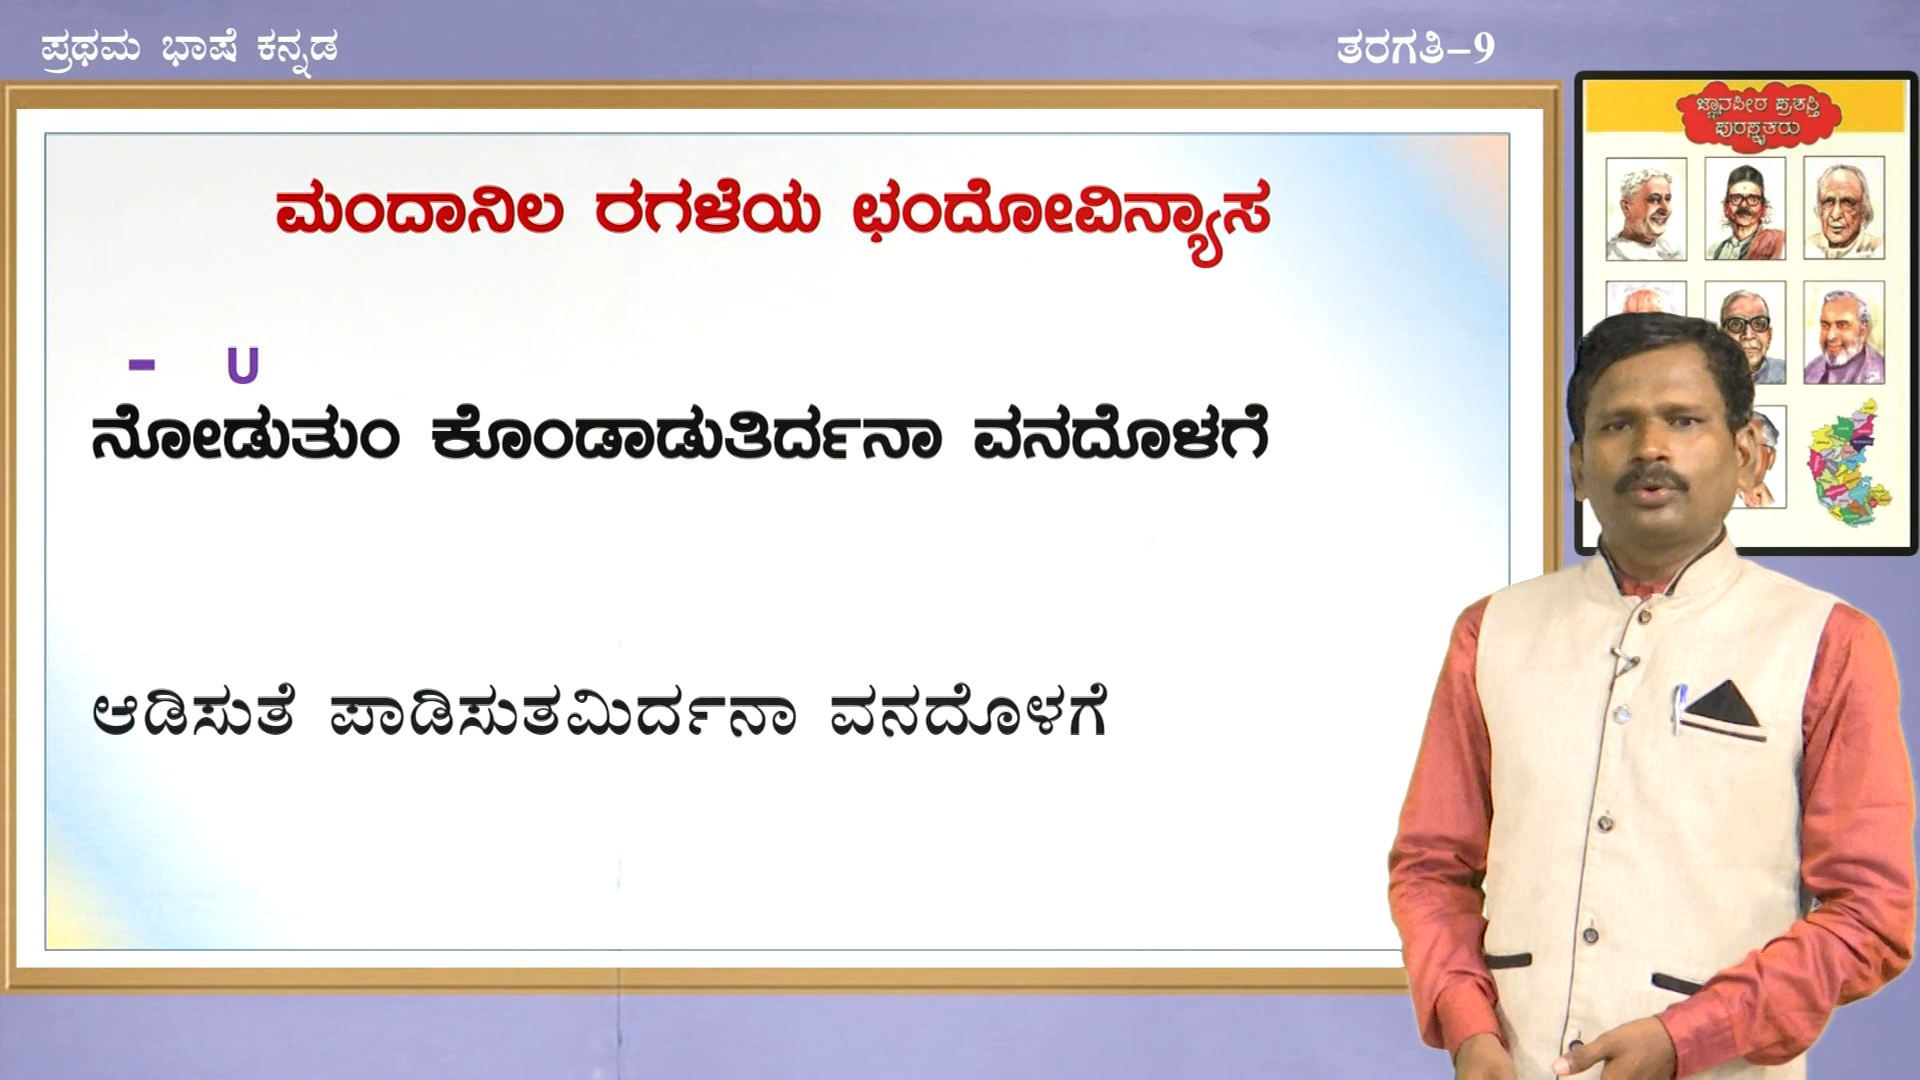 ಪ್ರಥಮ ಭಾಷೆ ಕನ್ನಡ
ತರಗತಿ–9
ಜ್ಞಾನಪೀಠ ಪ್ರಶಸ್ತಿ
ಪುರಸ್ಕೃತರು
ಮಂದಾನಿಲ ರಗಳೆಯ ಛಂದೋವಿನ್ಯಾಸ
- U
ನೋಡುತುಂ ಕೊಂಡಾಡುತಿರ್ದನಾ ವನದೊಳಗೆ
ಆಡಿಸುತೆ ಪಾಡಿಸುತಮಿರ್ದನಾ ವನದೊಳಗೆ